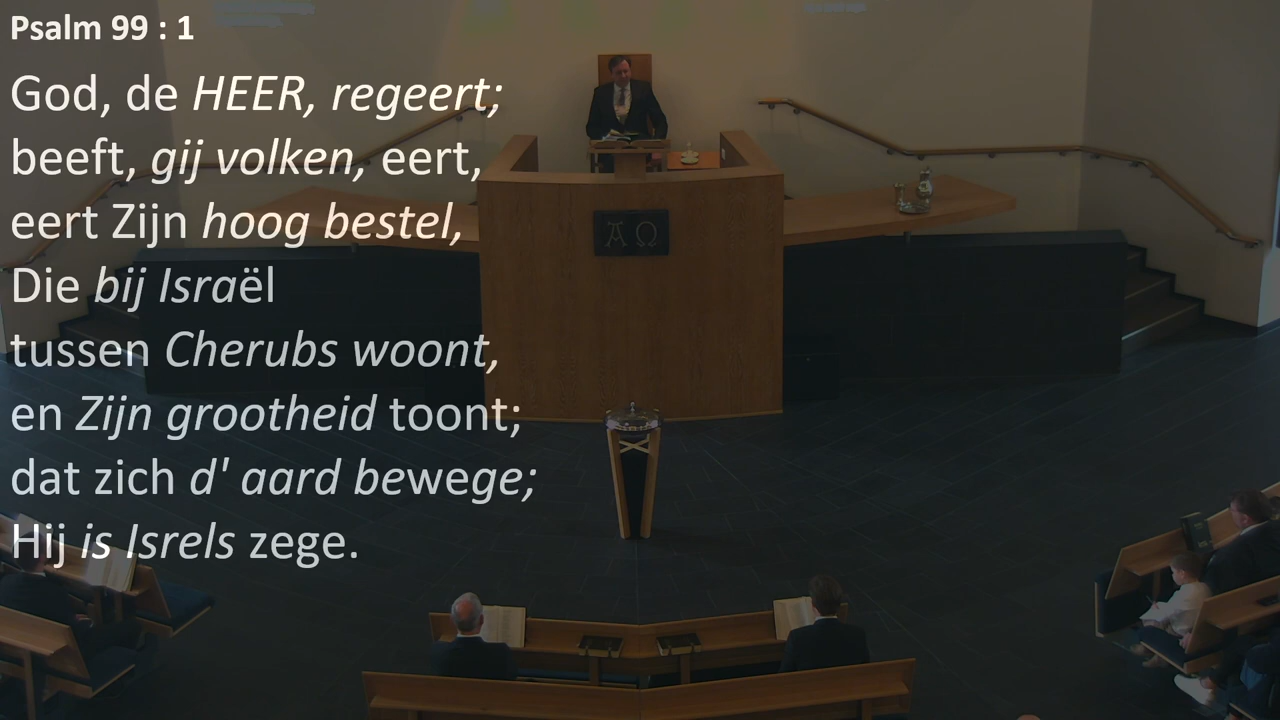 Psalm 99 : 1
God, de HEER, regeert;
beeft, gij volken, eert,
eert Zijn hoog bestel,
Die bij Israël
tussen Cherubs woont,
en Zijn grootheid toont;
dat zich d' aard bewege;
Hij is Isrels zege.
Α Ω